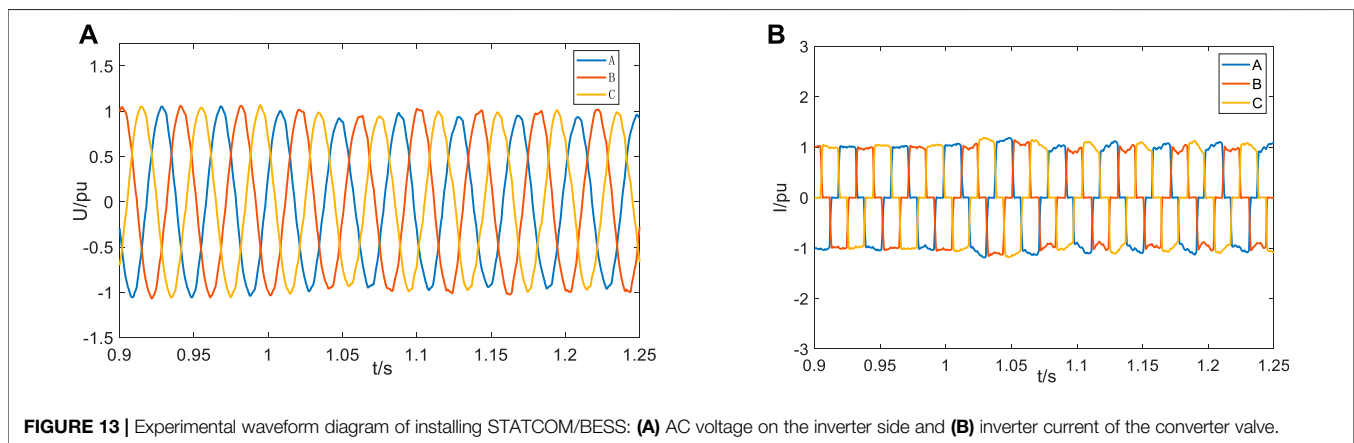 A
1.5
1
0.5
0
-0.5
-1
-1.5
U/pu
0.9
0.95
1
1.05
1.1
1.15
1.2
1.25
t/s
A
B
C
B
3
2
1
0
-1
-2
-3
I/pu
0.9
0.95
1
1.05
1.1
1.15
1.2
1.25
t/s
A
B
C
FIGURE 13 | Experimental waveform diagram of installing STATCOM/BESS: (A) AC voltage on the inverter side and (B) inverter current of the converter valve.